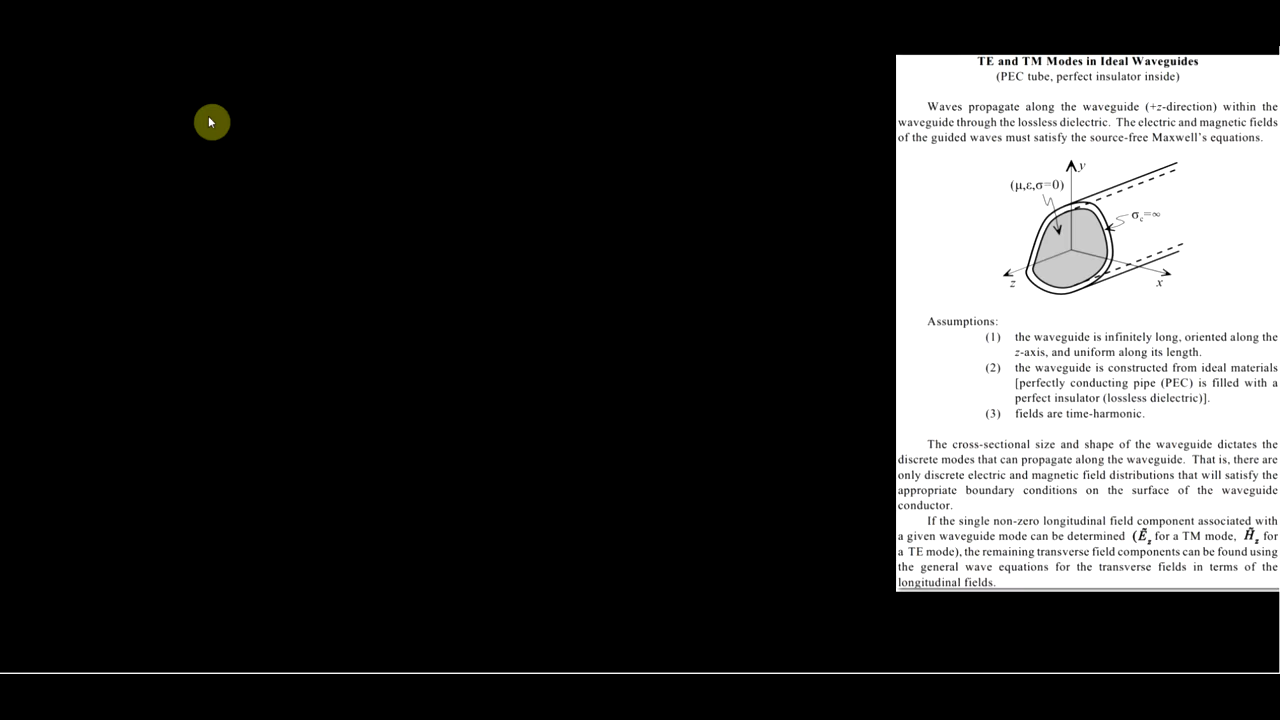 TE and TM Modes in Ideal Waveguides
(PEC tube, perfect insulator inside)
Waves propagate along the waveguide (+z-direction) within the
waveguide through the lossless dielectric. The electric and magnetic fields
of the guided waves must satisfy the source-free Maxwell's equations.
y
(μ,ε,σ=0)
σc=∞
z
x
Assumptions:
(1) the waveguide is infinitely long, oriented along the
z-axis, and uniform along its length.
(2) the waveguide is constructed from ideal materials
[perfectly conducting pipe (PEC) is filled with a
perfect insulator (lossless dielectric)].
(3) fields are time-harmonic.
The cross-sectional size and shape of the waveguide dictates the
discrete modes that can propagate along the waveguide. That is, there are
only discrete electric and magnetic field distributions that will satisfy the
appropriate boundary conditions on the surface of the waveguide
conductor.
If the single non-zero longitudinal field component associated with
a given waveguide mode can be determined (Ẽz for a TM mode, H̃z for
a TE mode), the remaining transverse field components can be found using
the general wave equations for the transverse fields in terms of the
longitudinal fields.